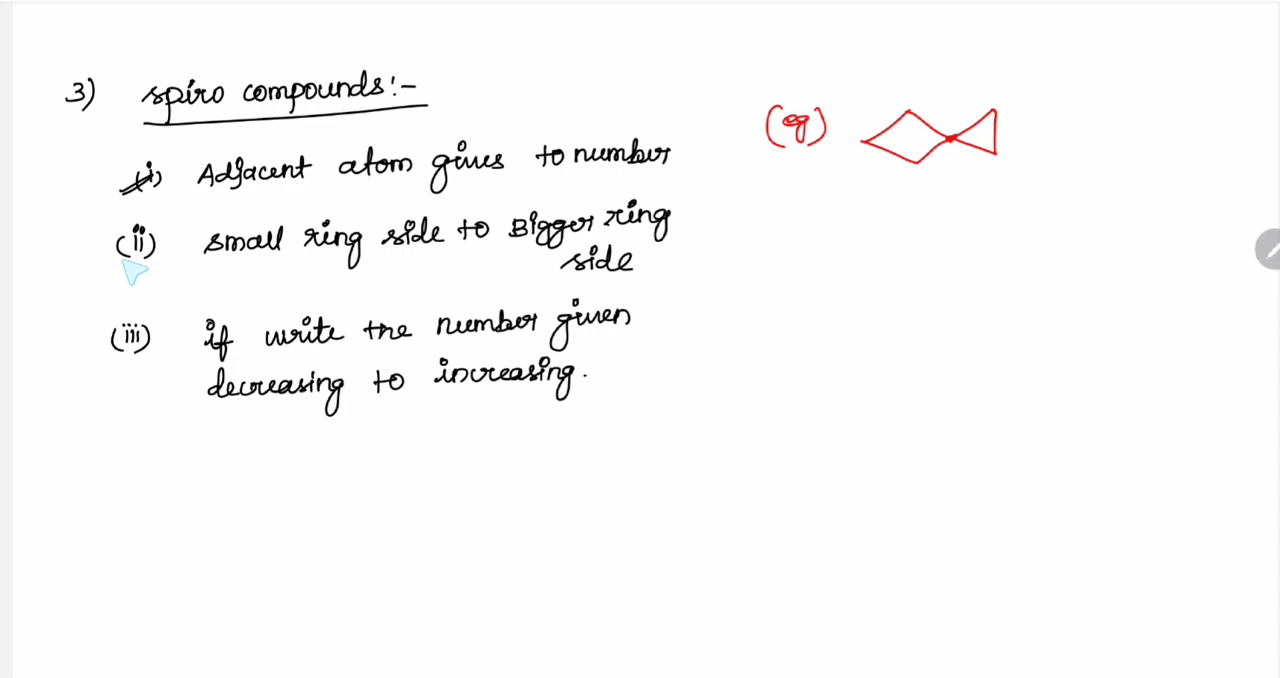 3) spiro compounds:-
(i) Adjacent atom gives to number
(ii) small ring side to Bigger ring
side
(iii) if write the number given
decreasing to increasing.
(eg)